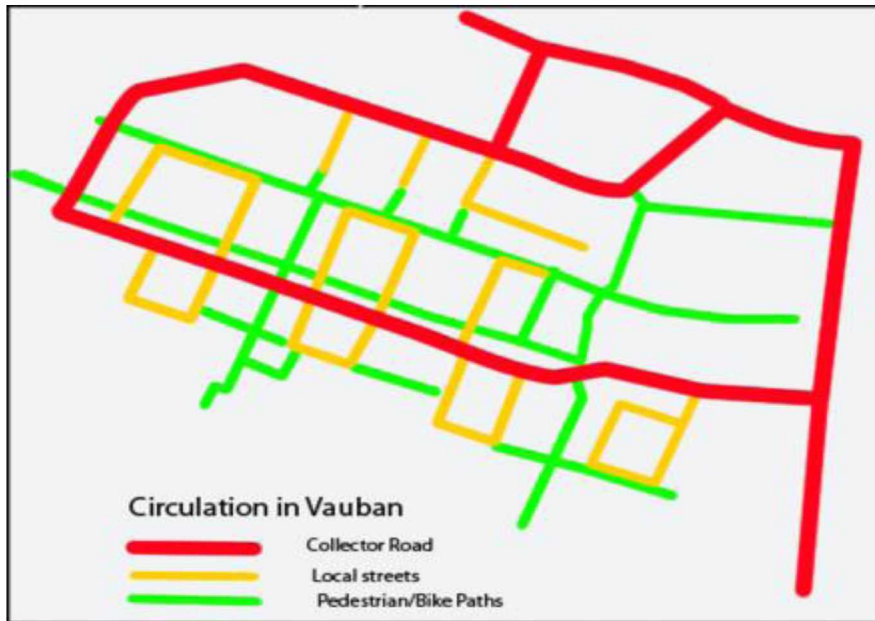 Circulation in Vauban
Collector Road
Local streets
Pedestrian/Bike Paths